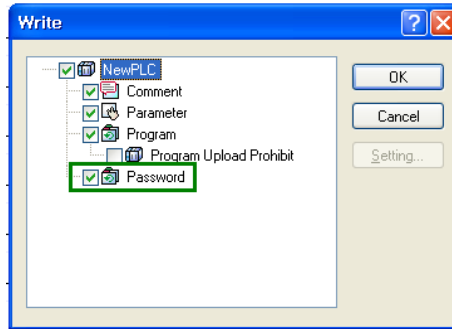 Write
NewPLC
Comment
Parameter
Program
Program Upload Prohibit
Password
OK
Cancel
Setting...